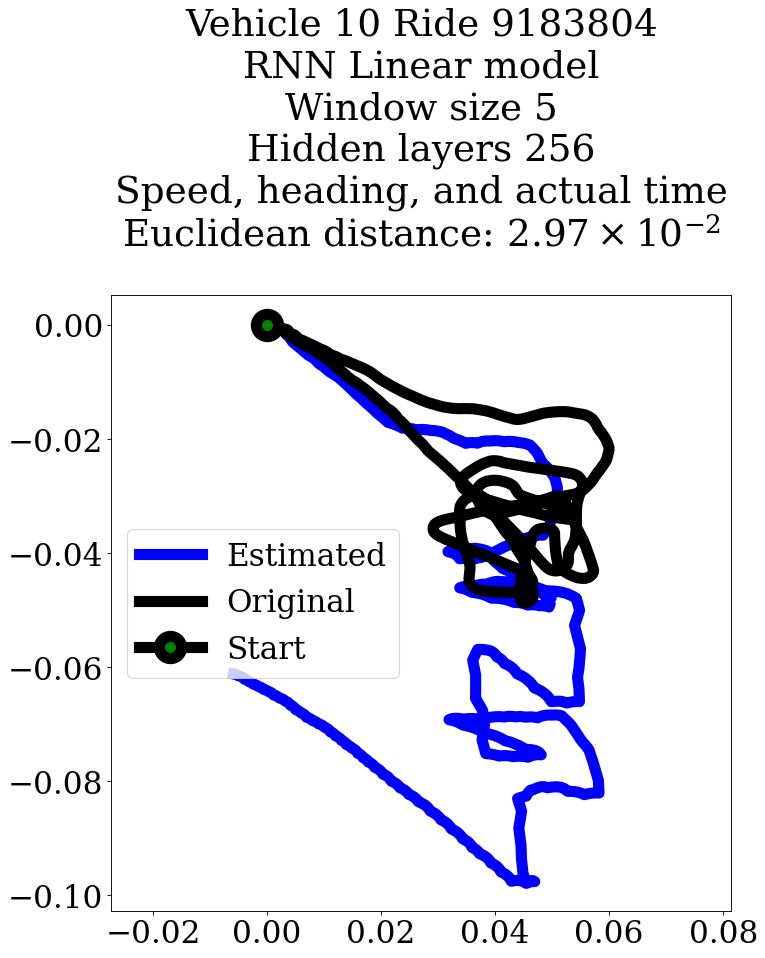 Vehicle 10 Ride 9183804
RNN Linear model
Window size 5
Hidden layers 256
Speed, heading, and actual time
Euclidean distance: 2.97 × 10⁻²
0.00
−0.02
−0.04
−0.06
−0.08
−0.10
Estimated
Original
Start
−0.02 0.00 0.02 0.04 0.06 0.08